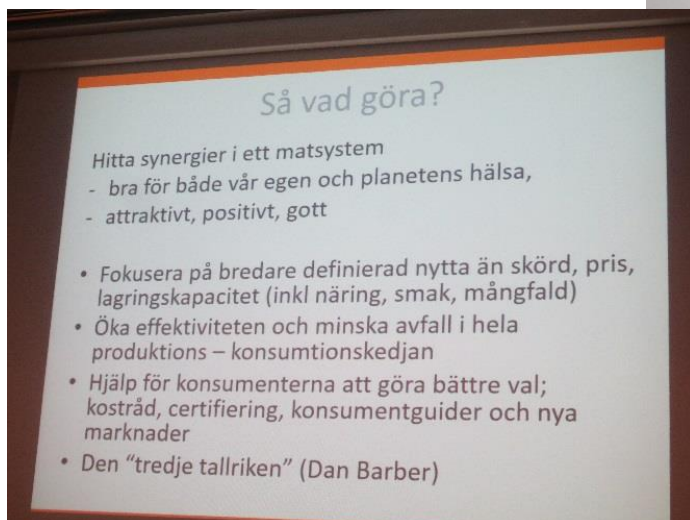 Så vad göra?
Hitta synergier i ett matsystem
- bra för både vår egen och planetens hälsa,
- attraktivt, positivt, gott
• Fokusera på bredare definierad nytta än skörd, pris,
lagringskapacitet (inkl näring, smak, mångfald)
• Öka effektiviteten och minska avfall i hela
produktions – konsumtionskedjan
• Hjälp för konsumenterna att göra bättre val;
kostråd, certifiering, konsumentguider och nya
marknader
• Den "tredje tallriken" (Dan Barber)